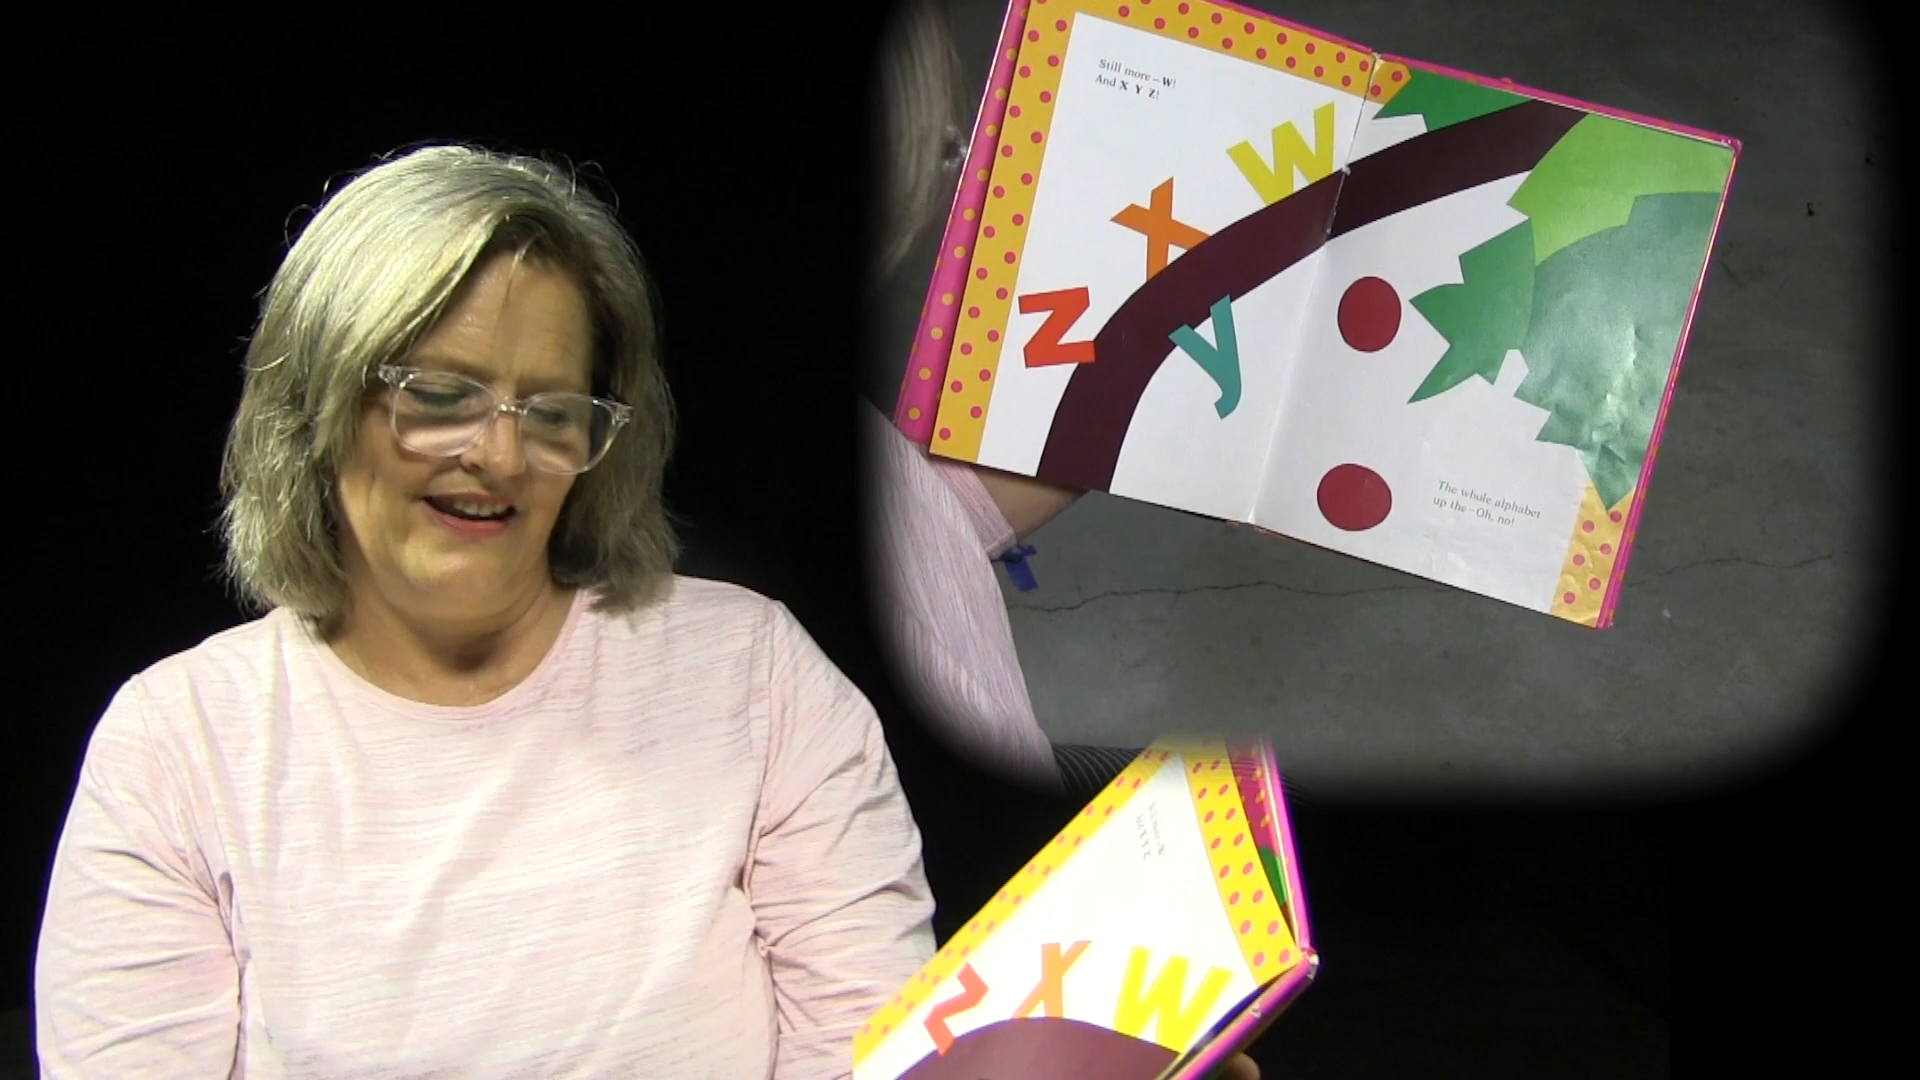 Still more – W!
And X Y Z!
W
X
Z
y
The whole alphabet
up the – Oh, no!
Z X W